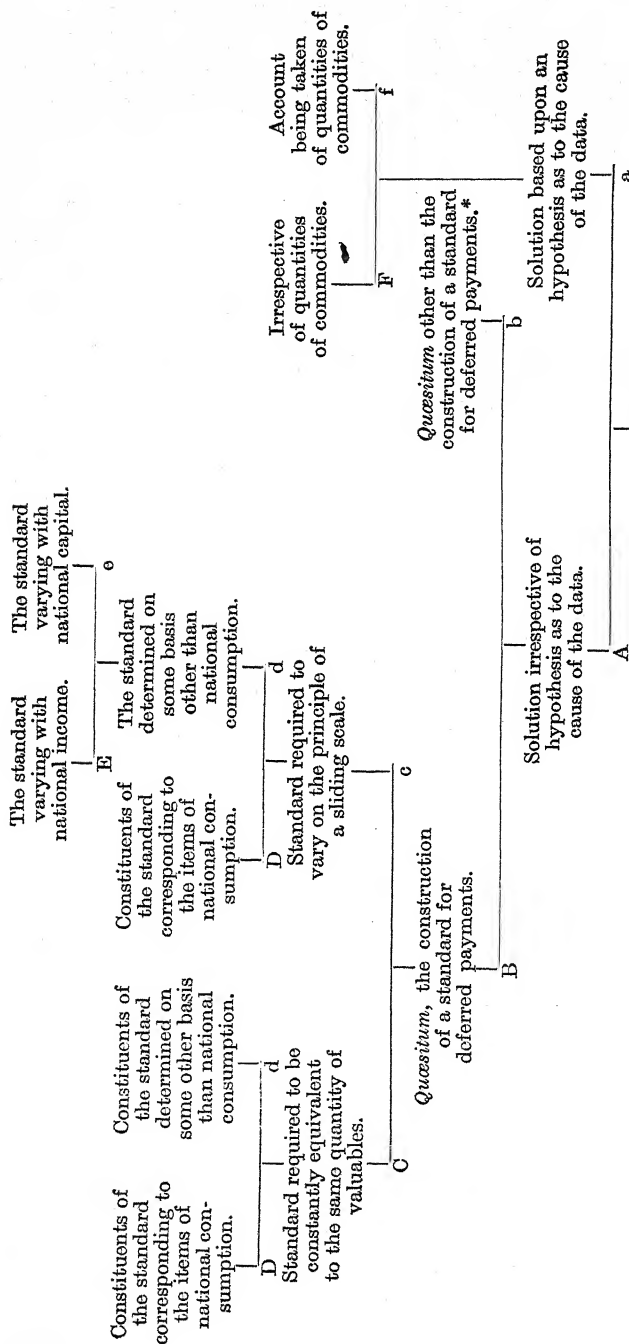 The standard
varying with
national income.
The standard
varying with
national capital.
E
e
Constituents of
the standard
corresponding to
the items of
national con-
sumption.
Constituents of
the standard
determined on
some other basis
than national
consumption.
Constituents of
the standard
corresponding to
the items of
national con-
sumption.
The standard
determined on
some basis
other than
national
consumption.
D
d
D
d
Standard required to be
constantly equivalent
to the same quantity of
valuables.
Standard required to
vary on the principle of
a sliding scale.
Irrespective
of quantities
of commodities.
Account
being taken
of quantities of
commodities.
C
c
F
f
Quæsitum, the construction
of a standard for
deferred payments.
Quæsitum other than the
construction of a standard
for deferred payments.*
B
b
Solution irrespective of
hypothesis as to the
cause of the data.
Solution based upon an
hypothesis as to the cause
of the data.
A
a